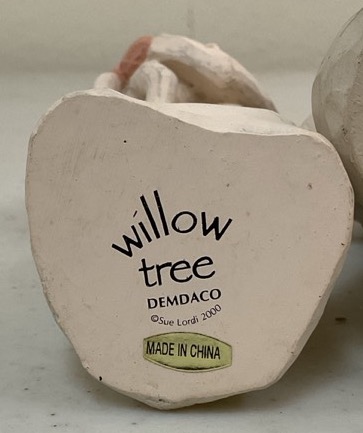 willow
tree
DEMDACO
©Sue Lordi 2000
MADE IN CHINA